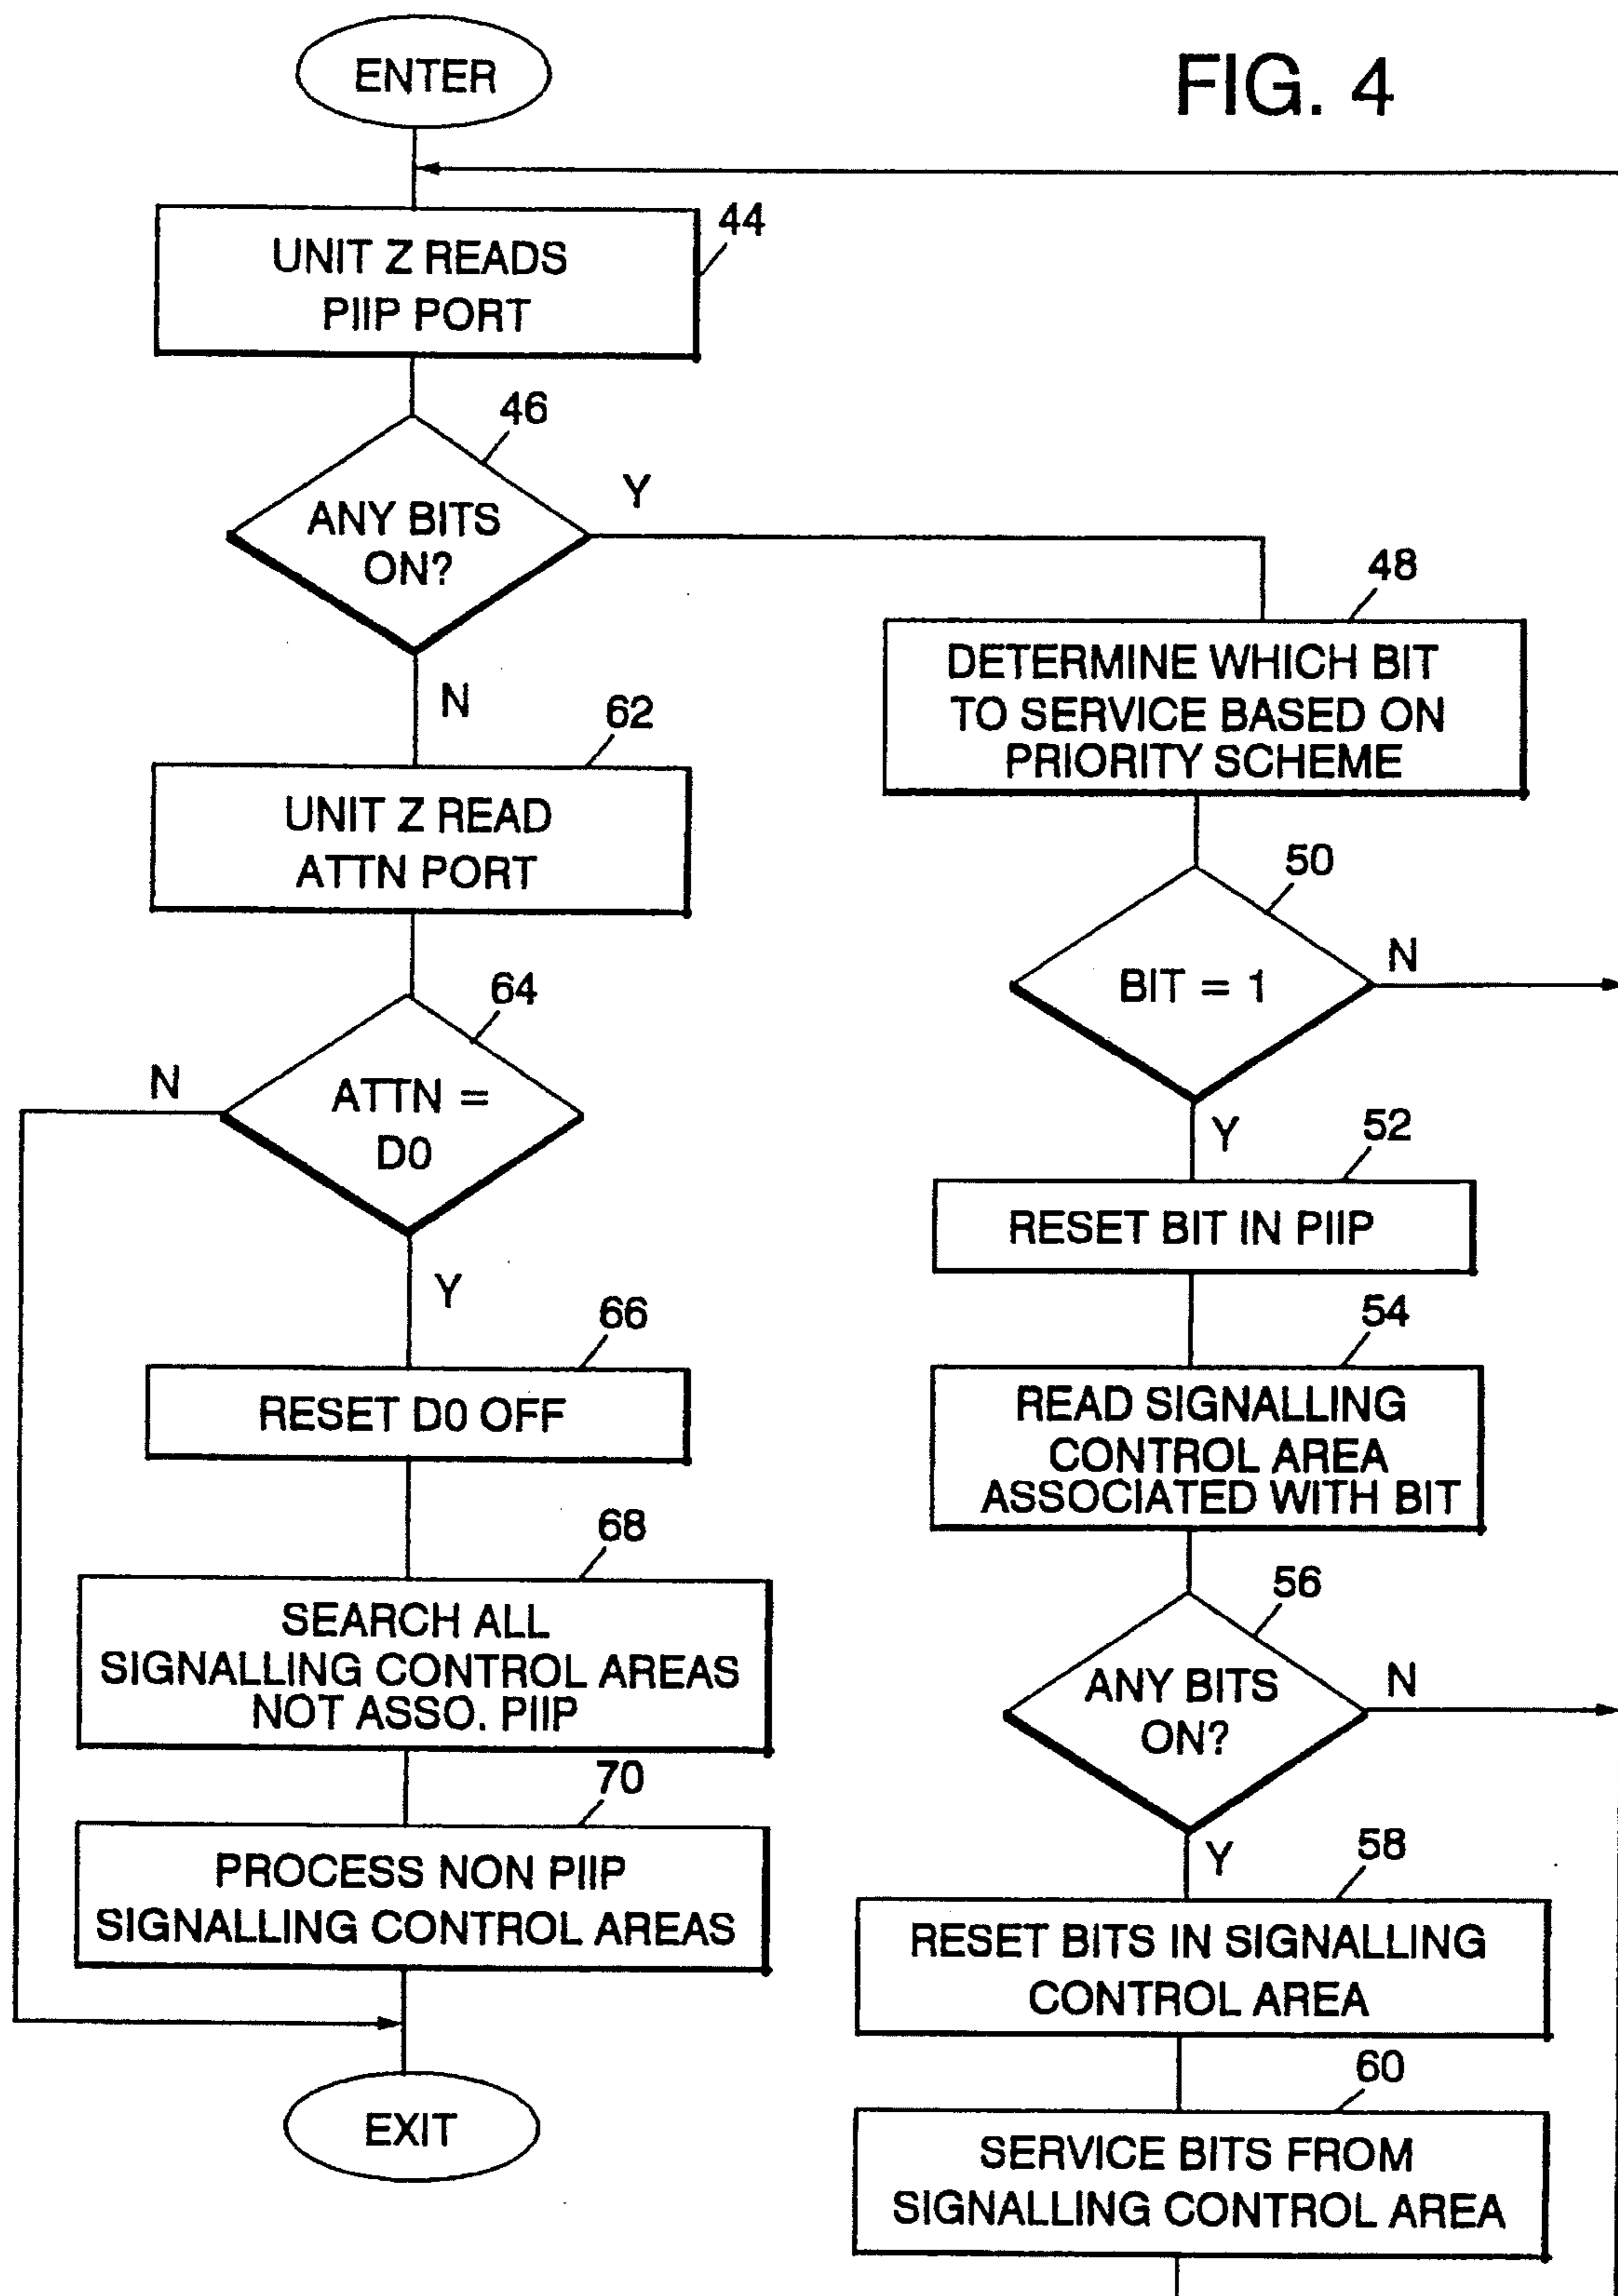 FIG. 4
ENTER
44
UNIT Z READS
PIIP PORT
46
ANY BITS
ON?
Y
N
48
DETERMINE WHICH BIT
TO SERVICE BASED ON
PRIORITY SCHEME
62
UNIT Z READ
ATTN PORT
50
BIT = 1
N
Y
64
ATTN =
D0
N
Y
52
RESET BIT IN PIIP
54
READ SIGNALLING
CONTROL AREA
ASSOCIATED WITH BIT
66
RESET D0 OFF
68
SEARCH ALL
SIGNALLING CONTROL AREAS
NOT ASSO. PIIP
56
ANY BITS
ON?
N
Y
70
PROCESS NON PIIP
SIGNALLING CONTROL AREAS
58
RESET BITS IN SIGNALLING
CONTROL AREA
60
SERVICE BITS FROM
SIGNALLING CONTROL AREA
EXIT